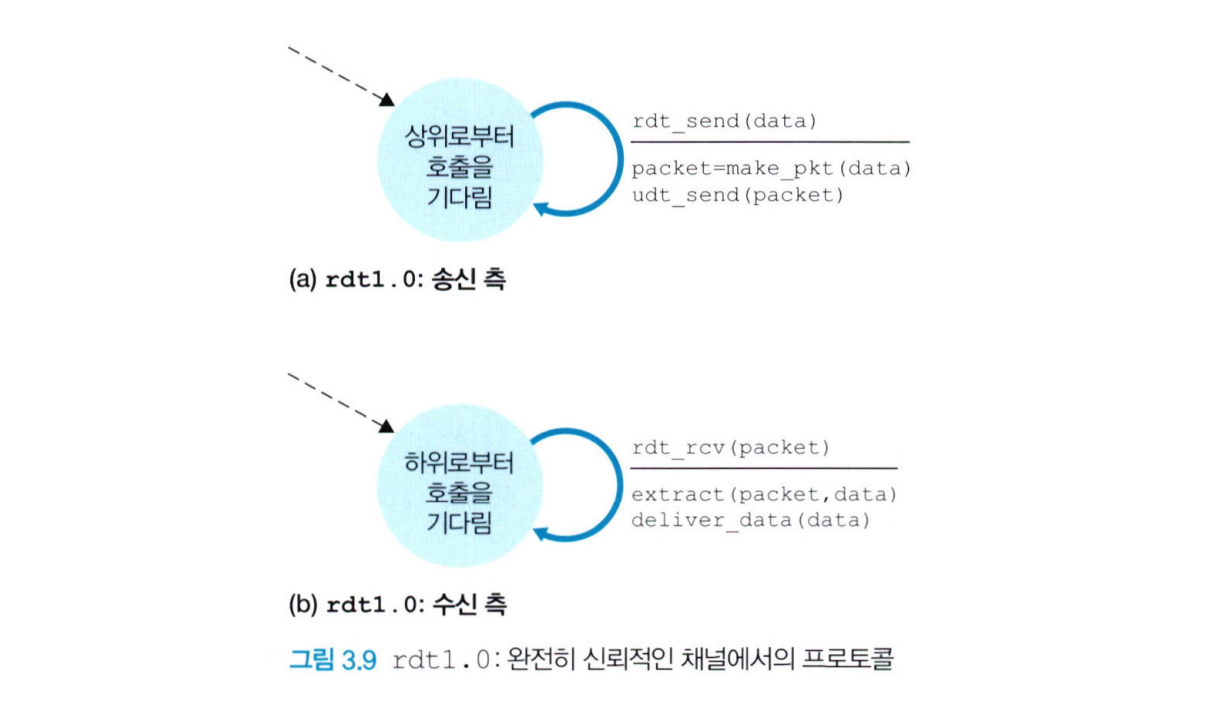 상위로부터
호출을
기다림
rdt_send(data)
packet=make_pkt(data)
udt_send(packet)
(a) rdt1.0: 송신 측
하위로부터
호출을
기다림
rdt_rcv(packet)
extract(packet,data)
deliver_data(data)
(b) rdt1.0: 수신 측
그림 3.9 rdt1.0: 완전히 신뢰적인 채널에서의 프로토콜